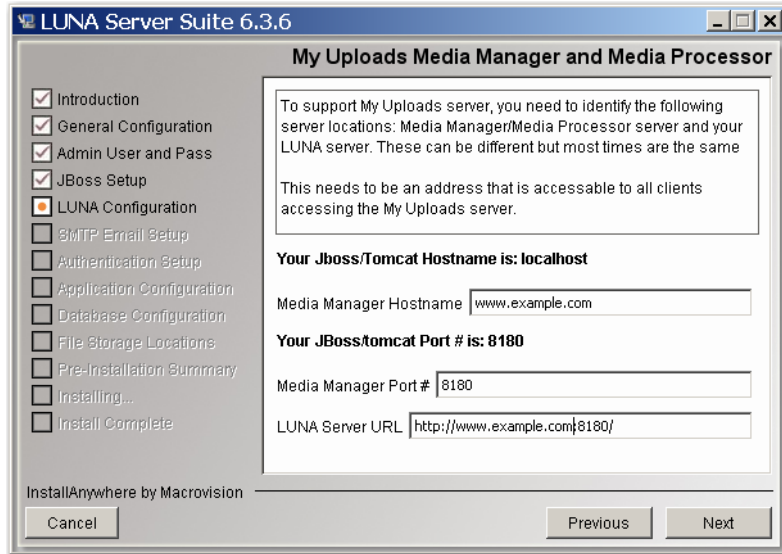 LUNA Server Suite 6.3.6
My Uploads Media Manager and Media Processor
Introduction
General Configuration
Admin User and Pass
JBoss Setup
LUNA Configuration
SMTP Email Setup
Authentication Setup
Application Configuration
Database Configuration
File Storage Locations
Pre-Installation Summary
Installing...
Install Complete
To support My Uploads server, you need to identify the following
server locations: Media Manager/Media Processor server and your
LUNA server. These can be different but most times are the same
This needs to be an address that is accessable to all clients
accessing the My Uploads server.
Your Jboss/Tomcat Hostname is: localhost
Media Manager Hostname www.example.com
Your JBoss/tomcat Port # is: 8180
Media Manager Port # 8180
LUNA Server URL http://www.example.com:8180/
InstallAnywhere by Macrovision
Cancel Previous Next